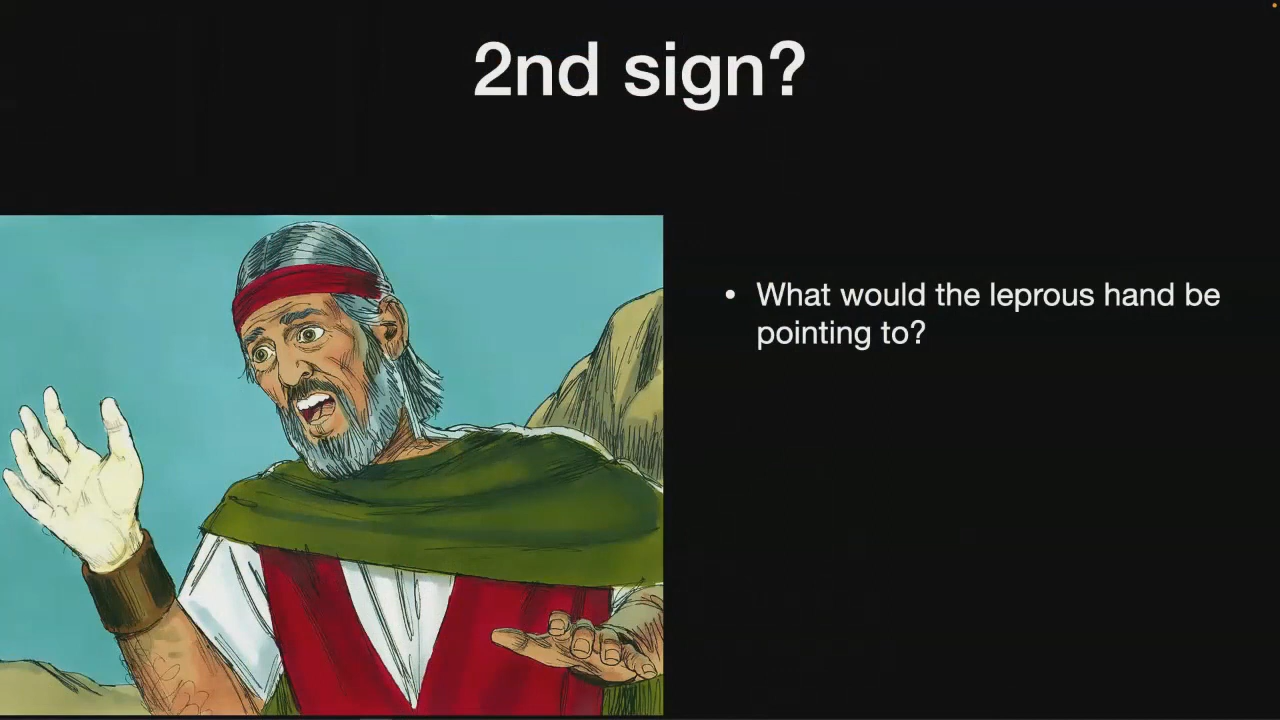 2nd sign?
• What would the leprous hand be
pointing to?